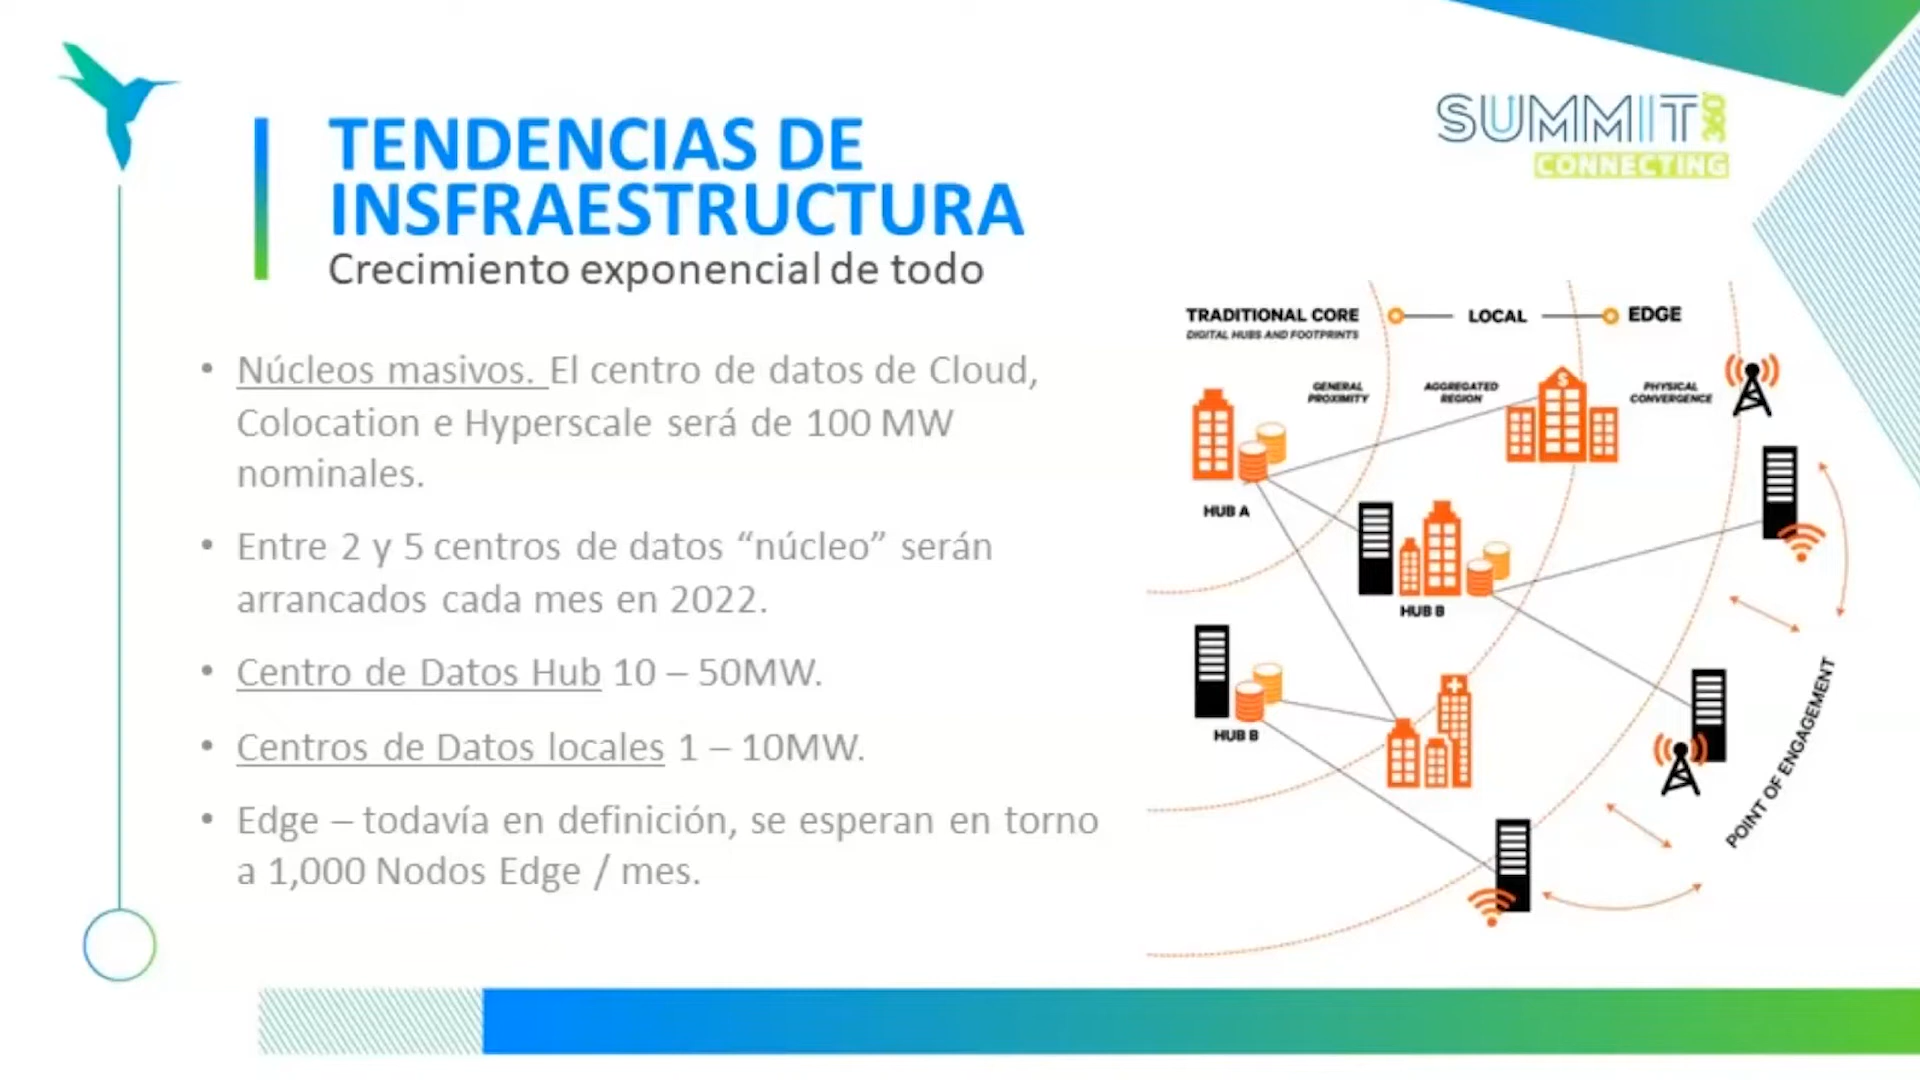 TENDENCIAS DE
INSFRAESTRUCTURA
Crecimiento exponencial de todo
SUMMIT 360°
CONNECTING
• Núcleos masivos. El centro de datos de Cloud,
Colocation e Hyperscale será de 100 MW
nominales.
• Entre 2 y 5 centros de datos “núcleo” serán
arrancados cada mes en 2022.
• Centro de Datos Hub 10 – 50MW.
• Centros de Datos locales 1 – 10MW.
• Edge – todavía en definición, se esperan en torno
a 1,000 Nodos Edge / mes.
TRADITIONAL CORE
DIGITAL HUBS AND FOOTPRINTS
LOCAL
EDGE
GENERAL
PROXIMITY
AGGREGATED
REGION
PHYSICAL
CONVERGENCE
$
HUB A
HUB B
HUB B
POINT OF ENGAGEMENT